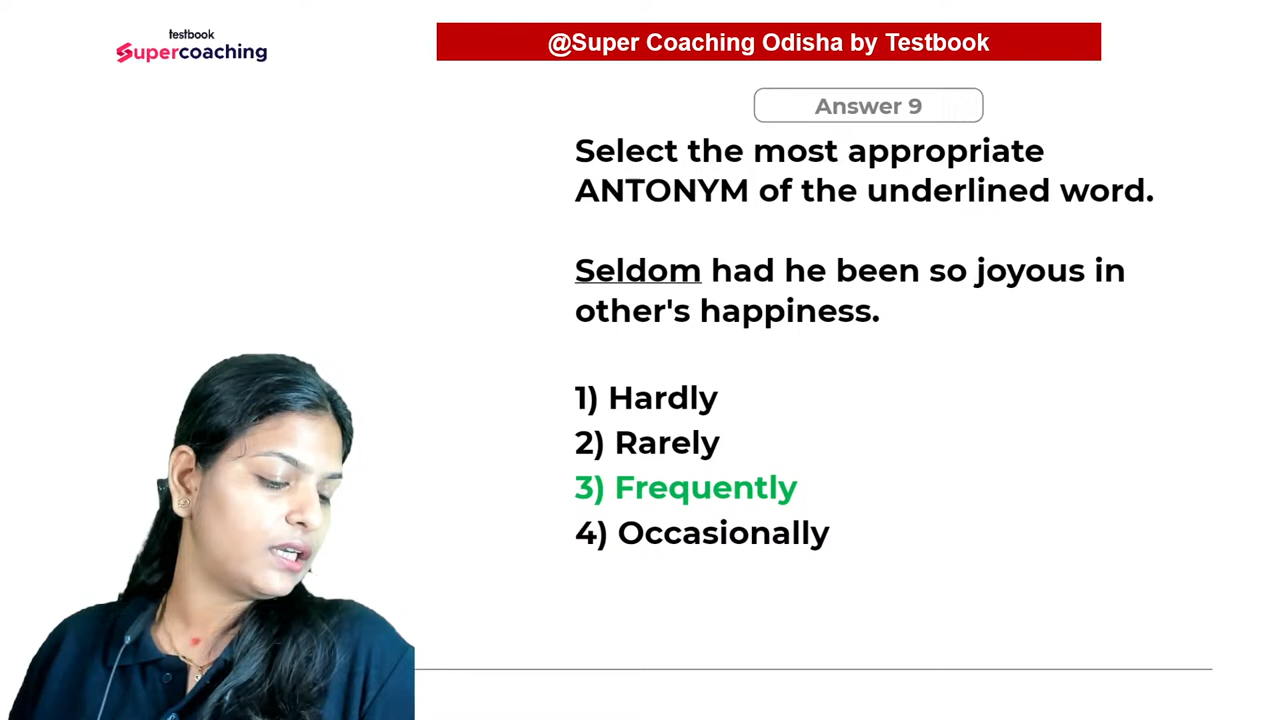 testbook
Supercoaching
@Super Coaching Odisha by Testbook
Answer 9
Select the most appropriate
ANTONYM of the underlined word.
Seldom had he been so joyous in
other's happiness.
1) Hardly
2) Rarely
3) Frequently
4) Occasionally